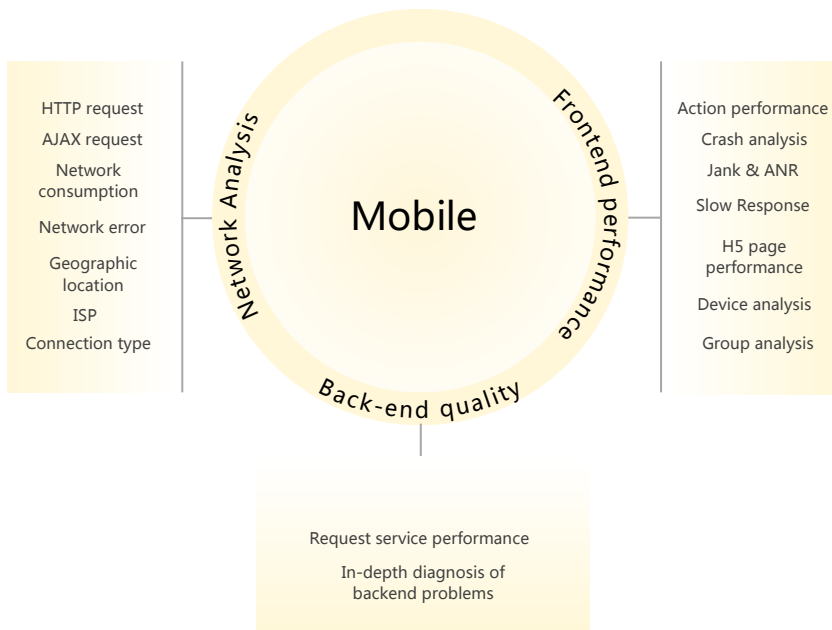 Network Analysis
HTTP request
AJAX request
Network
consumption
Network error
Geographic
location
ISP
Connection type
Mobile
Frontend performance
Action performance
Crash analysis
Jank & ANR
Slow Response
H5 page
performance
Device analysis
Group analysis
Back-end quality
Request service performance
In-depth diagnosis of
backend problems